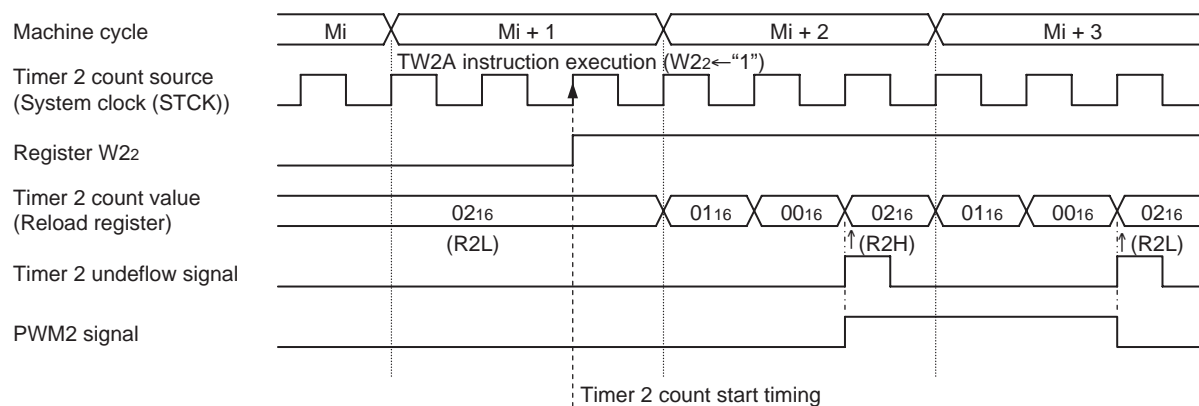 Machine cycle
Mi
Mi + 1
Mi + 2
Mi + 3
TW2A instruction execution (W22←“1”)
Timer 2 count source
(System clock (STCK))
Register W22
Timer 2 count value
(Reload register)
0216
0116
0016
0216
0116
0016
0216
(R2L)
↑(R2H)
↑(R2L)
Timer 2 undeflow signal
PWM2 signal
Timer 2 count start timing